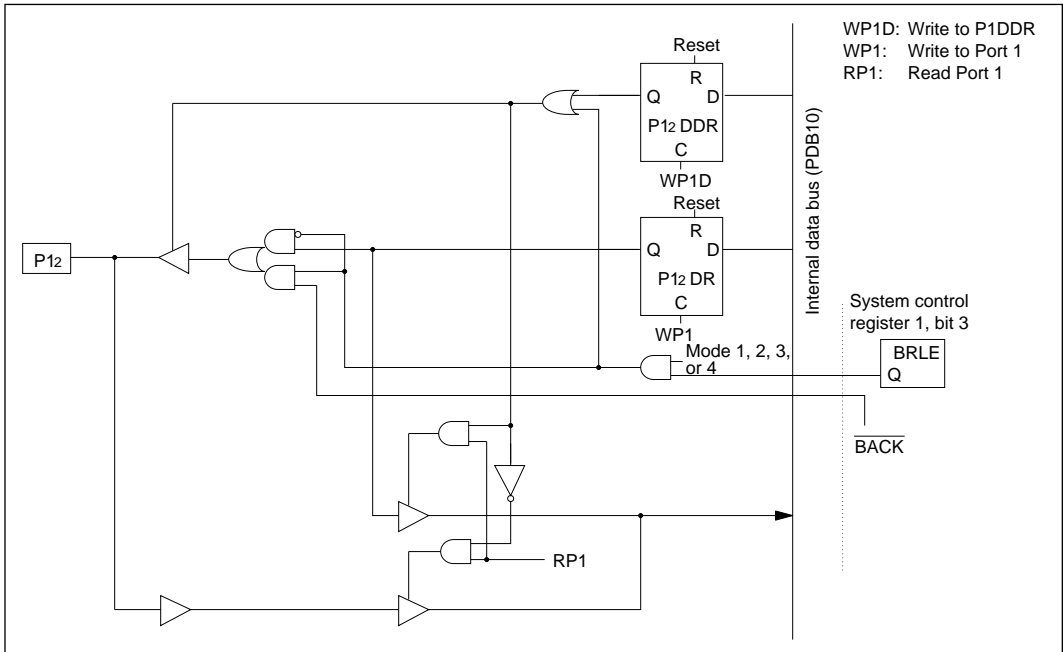 WP1D: Write to P1DDR
WP1: Write to Port 1
RP1: Read Port 1
Reset
R
Q D
P12 DDR
C
WP1D
Reset
R
Q D
P12 DR
C
WP1
P12
Internal data bus (PDB10)
System control
register 1, bit 3
BRLE
Q
Mode 1, 2, 3,
or 4
BACK
RP1